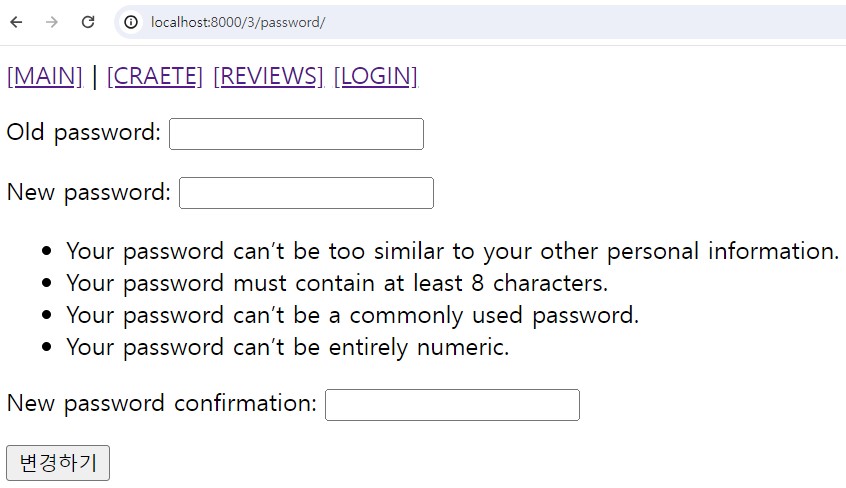 localhost:8000/3/password/
[MAIN] | [CRAETE] [REVIEWS] [LOGIN]
Old password:
New password:
• Your password can't be too similar to your other personal information.
• Your password must contain at least 8 characters.
• Your password can't be a commonly used password.
• Your password can't be entirely numeric.
New password confirmation:
변경하기